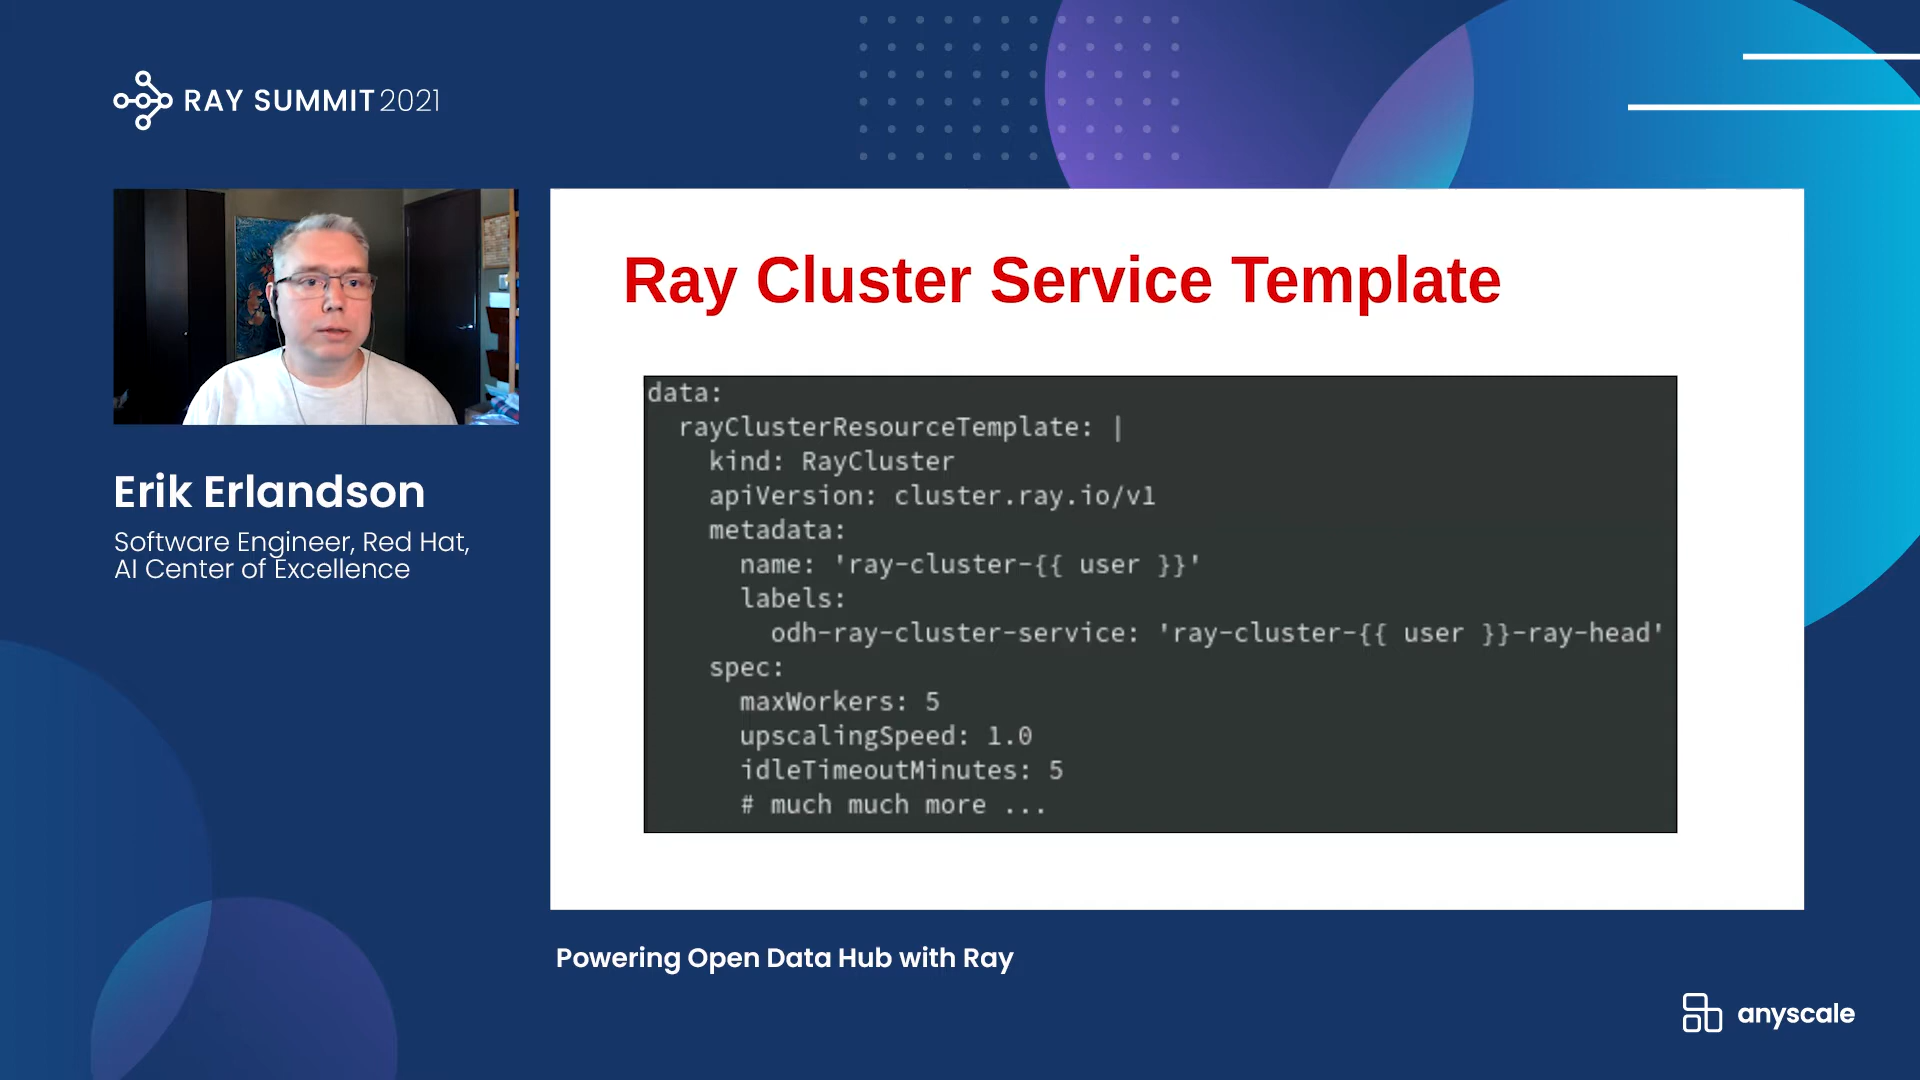 RAY SUMMIT 2021
Erik Erlandson
Software Engineer, Red Hat,
AI Center of Excellence
Ray Cluster Service Template
data:
  rayClusterResourceTemplate: |
    kind: RayCluster
    apiVersion: cluster.ray.io/v1
    metadata:
      name: 'ray-cluster-{{ user }}'
      labels:
        odh-ray-cluster-service: 'ray-cluster-{{ user }}-ray-head'
    spec:
      maxWorkers: 5
      upscalingSpeed: 1.0
      idleTimeoutMinutes: 5
      # much much more ...
Powering Open Data Hub with Ray
anyscale